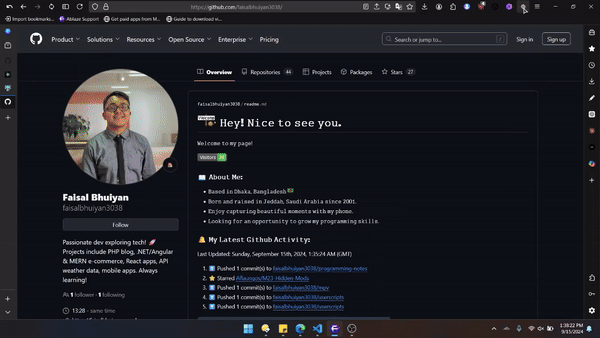 https://github.com/faisalbhuiyan3038/
Import bookmarks...
Ablaze Support
Get paid apps from M...
Guide to download vi...
Product
Solutions
Resources
Open Source
Enterprise
Pricing
Search or jump to...
Sign in
Sign up
Overview
Repositories 44
Projects
Packages
Stars 27
faisalbhuiyan3038/readme.md
Hey! Nice to see you.
Welcome to my page!
Visitors
About Me:
Based in Dhaka, Bangladesh
Born and raised in Jeddah, Saudi Arabia since 2001.
Enjoy capturing beautiful moments with my phone.
Looking for an opportunity to grow my programming skills.
My Latest Github Activity:
Last Updated: Sunday, September 15th, 2024, 1:35:24 AM (GMT)
1. Pushed 1 commit(s) to faisalbhuiyan3038/programming-notes
2. Starred
3. Pushed 1 commit(s) to
4. Pushed 1 commit(s) to faisalbhuiyan3038/userscripts
5. Pushed 1 commit(s) to faisalbhuiyan3038/userscripts
Faisal Bhuiyan
faisalbhuiyan3038
Follow
Passionate dev exploring tech!
Projects include PHP blog, .NET/Angular
& MERN e-commerce, React apps, API
weather data, mobile apps. Always
learning!
1 follower · 1 following
13:28 - same time
1:38:22 PM
9/15/2024